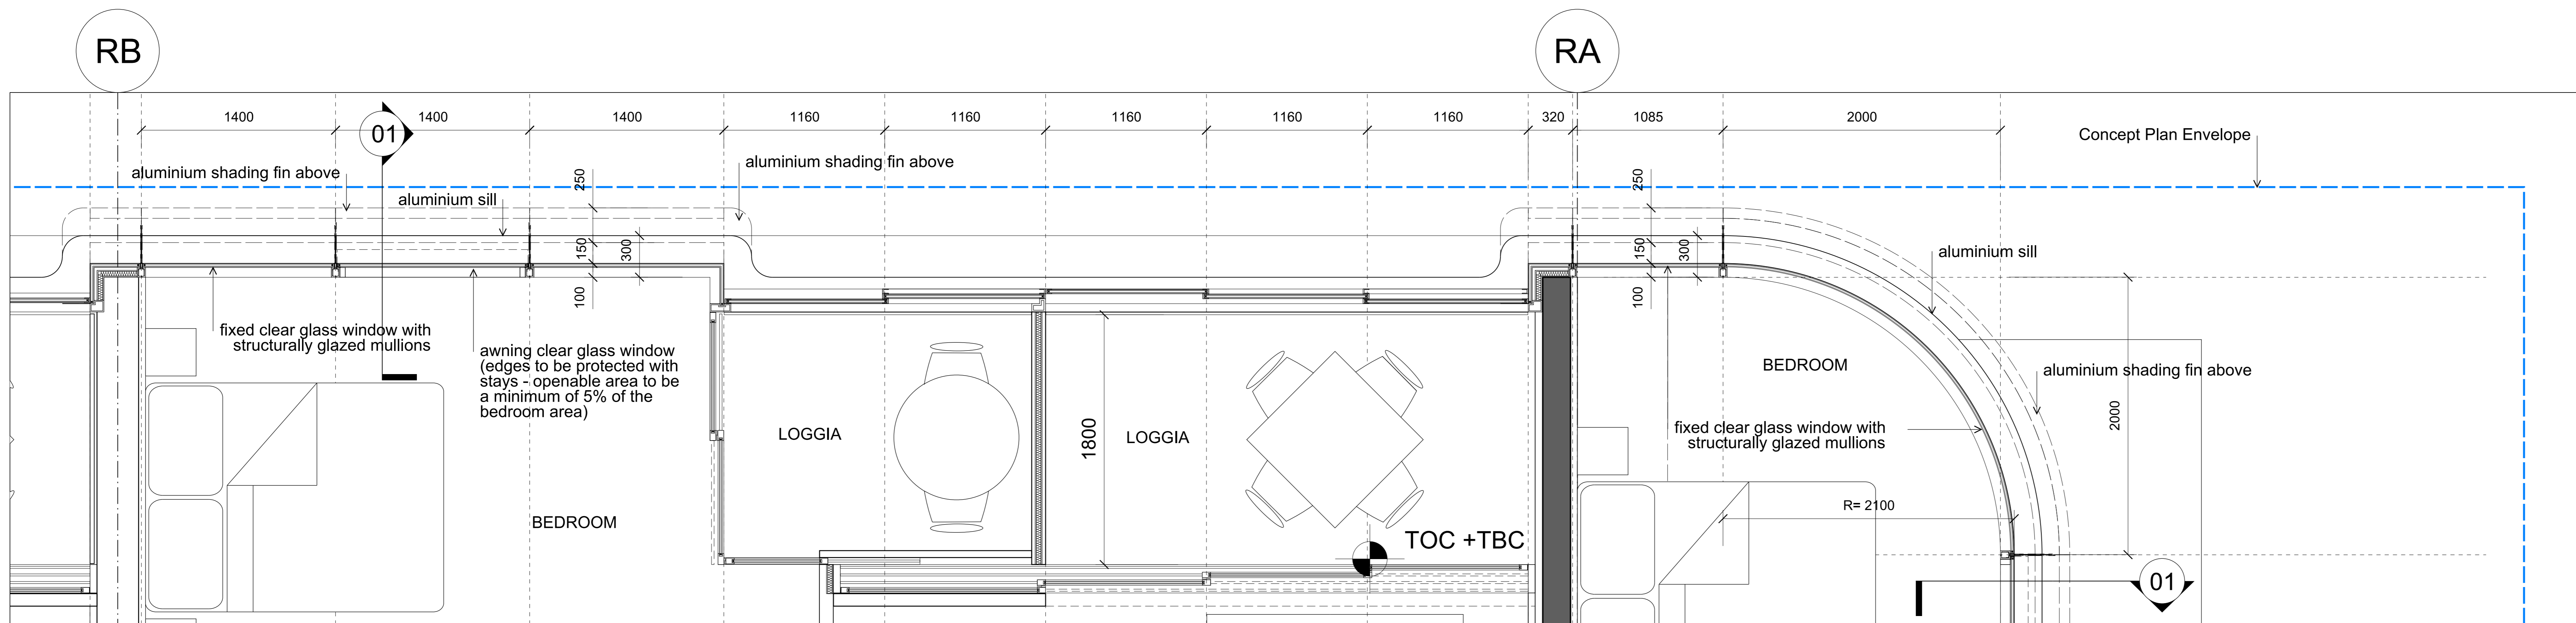 RB
RA
1400
1400
1400
1160
1160
1160
1160
1160
320
1085
2000
01
Concept Plan Envelope
aluminium shading fin above
aluminium shading fin above
250
250
aluminium sill
150
300
150
300
aluminium sill
100
100
fixed clear glass window with
structurally glazed mullions
awning clear glass window
(edges to be protected with
stays - openable area to be
a minimum of 5% of the
bedroom area)
BEDROOM
aluminium shading fin above
2000
LOGGIA
1800
LOGGIA
fixed clear glass window with
structurally glazed mullions
R= 2100
BEDROOM
TOC +TBC
01